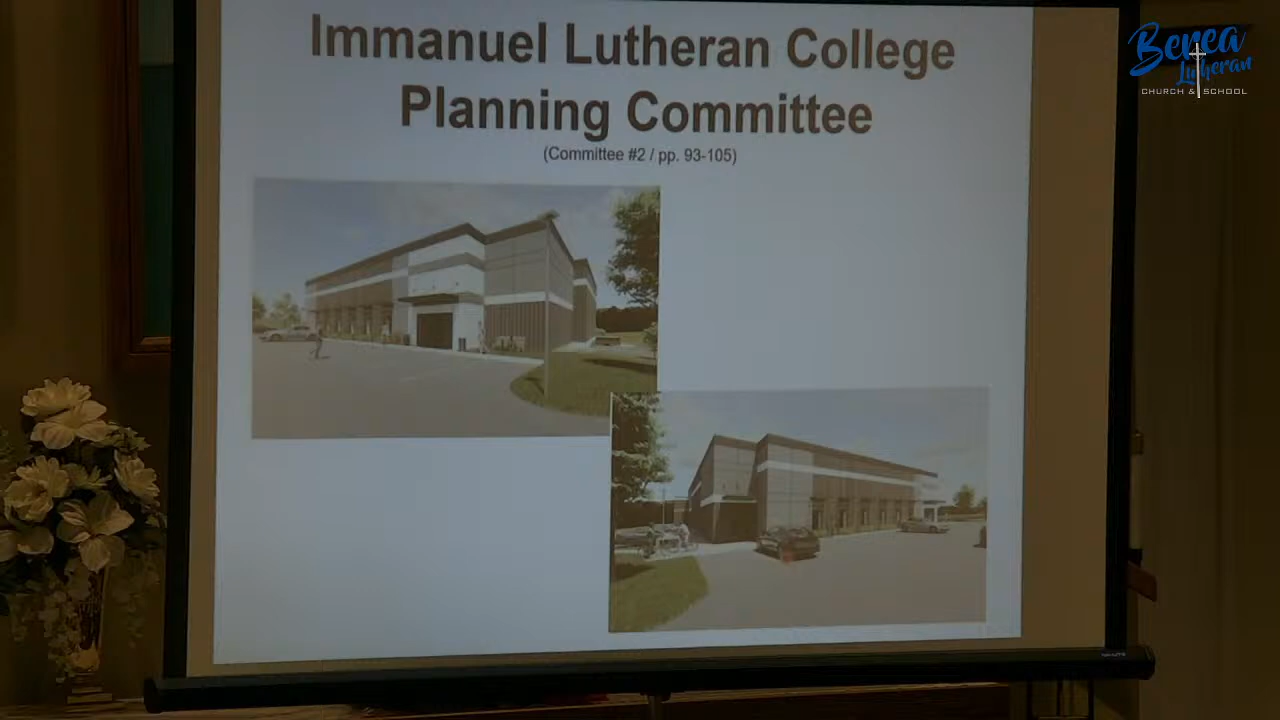 Immanuel Lutheran College
Planning Committee
(Committee #2 / pp. 93-105)
Berea
Lutheran
CHURCH & SCHOOL